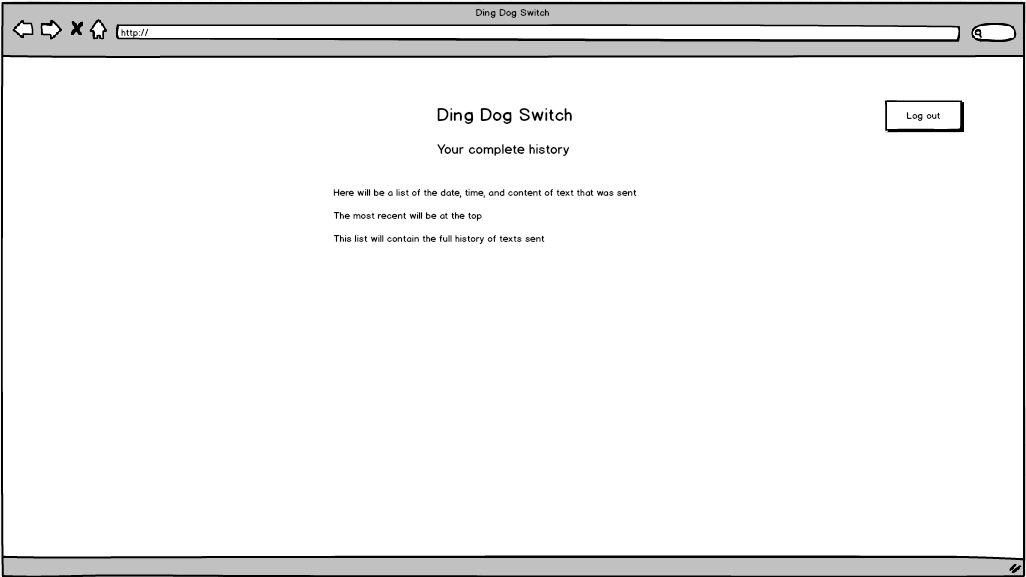 Ding Dog Switch
http://
Ding Dog Switch
Log out
Your complete history
Here will be a list of the date, time, and content of text that was sent
The most recent will be at the top
This list will contain the full history of texts sent